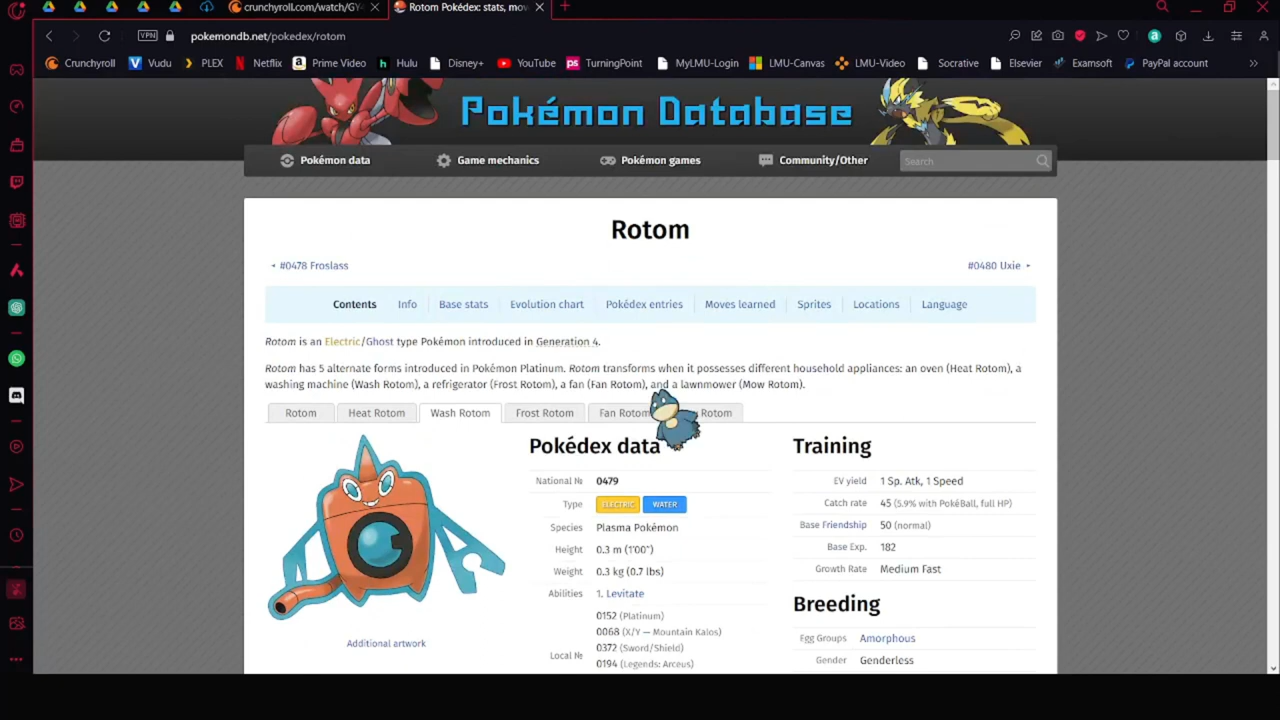 crunchyroll.com/watch/GY
Rotom Pokédex: stats, mov
VPN pokemondb.net/pokedex/rotom
Crunchyroll Vudu PLEX Netflix Prime Video Hulu Disney+ YouTube TurningPoint MyLMU-Login LMU-Canvas LMU-Video Socrative Elsevier Examsoft PayPal account
Pokémon Database
Pokémon data Game mechanics Pokémon games Community/Other Search
Rotom
#0478 Froslass #0480 Uxie
Contents Info Base stats Evolution chart Pokédex entries Moves learned Sprites Locations Language
Rotom is an Electric/Ghost type Pokémon introduced in Generation 4.
Rotom has 5 alternate forms introduced in Pokémon Platinum. Rotom transforms when it possesses different household appliances: an oven (Heat Rotom), a
washing machine (Wash Rotom), a refrigerator (Frost Rotom), a fan (Fan Rotom), and a lawnmower (Mow Rotom).
Rotom Heat Rotom Wash Rotom Frost Rotom Fan Rotom Rotom
Pokédex data
National № 0479
Type ELECTRIC WATER
Species Plasma Pokémon
Height 0.3 m (1′00″)
Weight 0.3 kg (0.7 lbs)
Abilities 1. Levitate
Local № 0152 (Platinum)
0068 (X/Y — Mountain Kalos)
0372 (Sword/Shield)
0194 (Legends: Arceus)
Additional artwork
Training
EV yield 1 Sp. Atk, 1 Speed
Catch rate 45 (5.9% with PokéBall, full HP)
Base Friendship 50 (normal)
Base Exp. 182
Growth Rate Medium Fast
Breeding
Egg Groups Amorphous
Gender Genderless